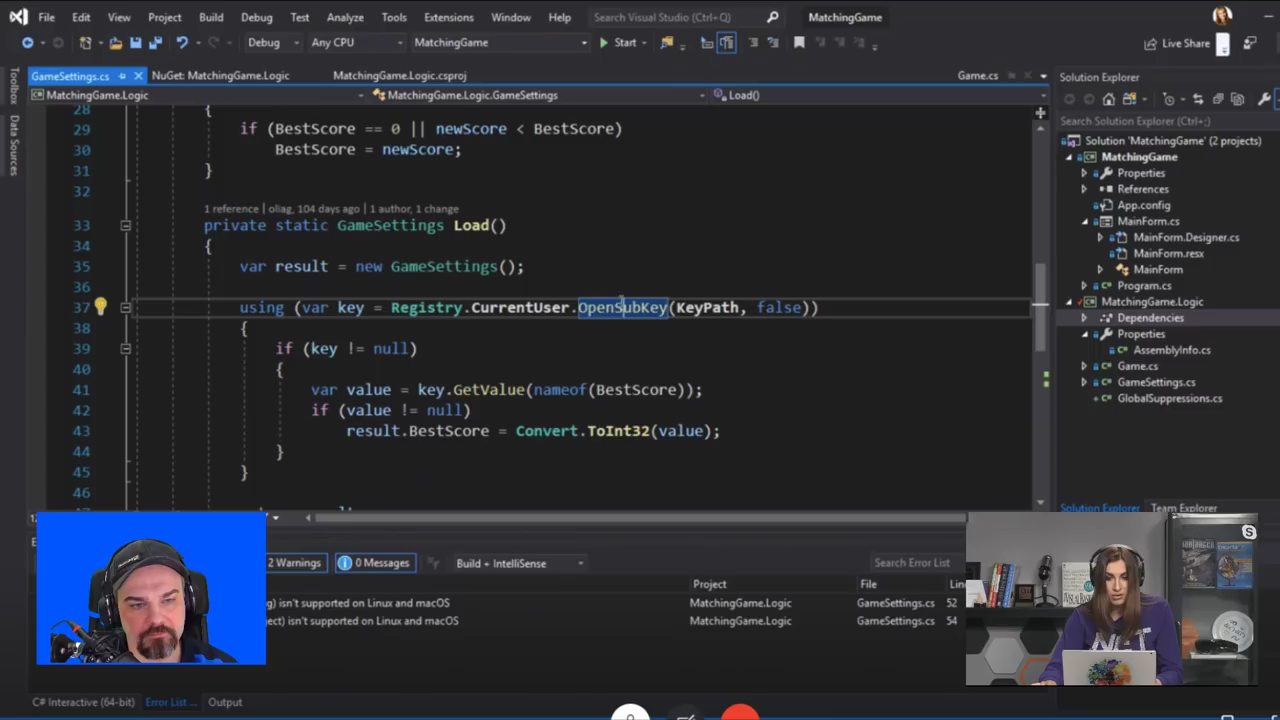 File Edit View Project Build Debug Test Analyze Tools Extensions Window Help Search Visual Studio (Ctrl+Q) MatchingGame
Debug Any CPU MatchingGame Start Live Share
GameSettings.cs NuGet: MatchingGame.Logic MatchingGame.Logic.csproj Game.cs
MatchingGame.Logic MatchingGame.Logic.GameSettings Load()
Toolbox
Data Sources
28 {
29 if (BestScore == 0 || newScore < BestScore)
30 BestScore = newScore;
31 }
32
1 reference | oliag, 104 days ago | 1 author, 1 change
33 private static GameSettings Load()
34 {
35 var result = new GameSettings();
36
37 using (var key = Registry.CurrentUser.OpenSubKey(KeyPath, false))
38 {
39 if (key != null)
40 {
41 var value = key.GetValue(nameof(BestScore));
42 if (value != null)
43 result.BestScore = Convert.ToInt32(value);
44 }
45 }
46
Solution Explorer
Search Solution Explorer (Ctrl+;)
Solution 'MatchingGame' (2 projects)
MatchingGame
Properties
References
App.config
MainForm.cs
MainForm.Designer.cs
MainForm.resx
MainForm
Program.cs
MatchingGame.Logic
Dependencies
Properties
AssemblyInfo.cs
Game.cs
GameSettings.cs
GlobalSuppressions.cs
Solution Explorer Team Explorer
2 Warnings 0 Messages Build + IntelliSense Search Error List
Project File
) isn't supported on Linux and macOS MatchingGame.Logic GameSettings.cs 52
) isn't supported on Linux and macOS MatchingGame.Logic GameSettings.cs 54
C# Interactive (64-bit) Error List ... Output